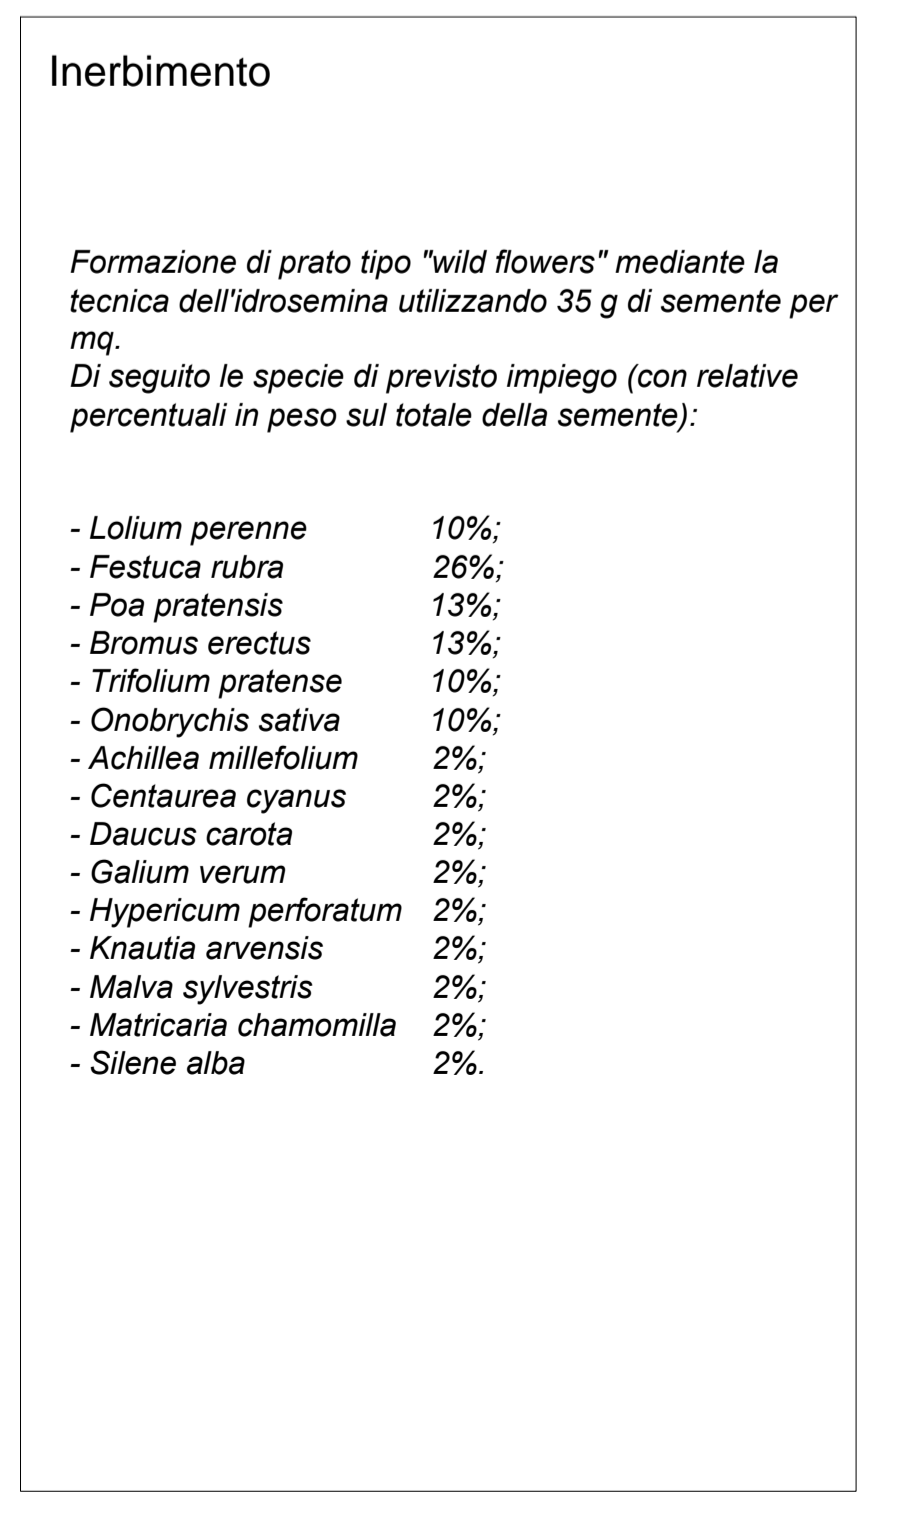 Inerbimento
Formazione di prato tipo "wild flowers" mediante la
tecnica dell'idrosemina utilizzando 35 g di semente per
mq.
Di seguito le specie di previsto impiego (con relative
percentuali in peso sul totale della semente):
- Lolium perenne 10%;
- Festuca rubra 26%;
- Poa pratensis 13%;
- Bromus erectus 13%;
- Trifolium pratense 10%;
- Onobrychis sativa 10%;
- Achillea millefolium 2%;
- Centaurea cyanus 2%;
- Daucus carota 2%;
- Galium verum 2%;
- Hypericum perforatum 2%;
- Knautia arvensis 2%;
- Malva sylvestris 2%;
- Matricaria chamomilla 2%;
- Silene alba 2%.